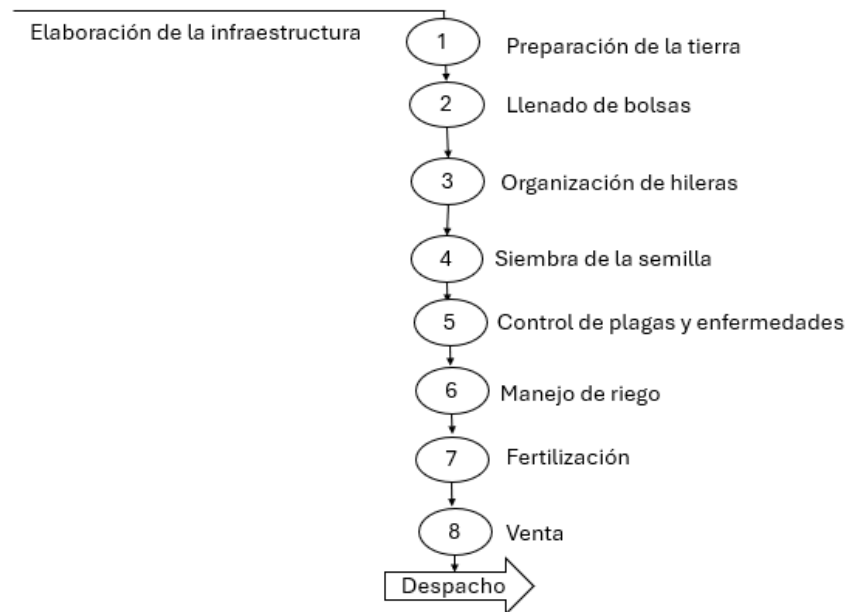 Elaboración de la infraestructura
1 Preparación de la tierra
2 Llenado de bolsas
3 Organización de hileras
4 Siembra de la semilla
5 Control de plagas y enfermedades
6 Manejo de riego
7 Fertilización
8 Venta
Despacho